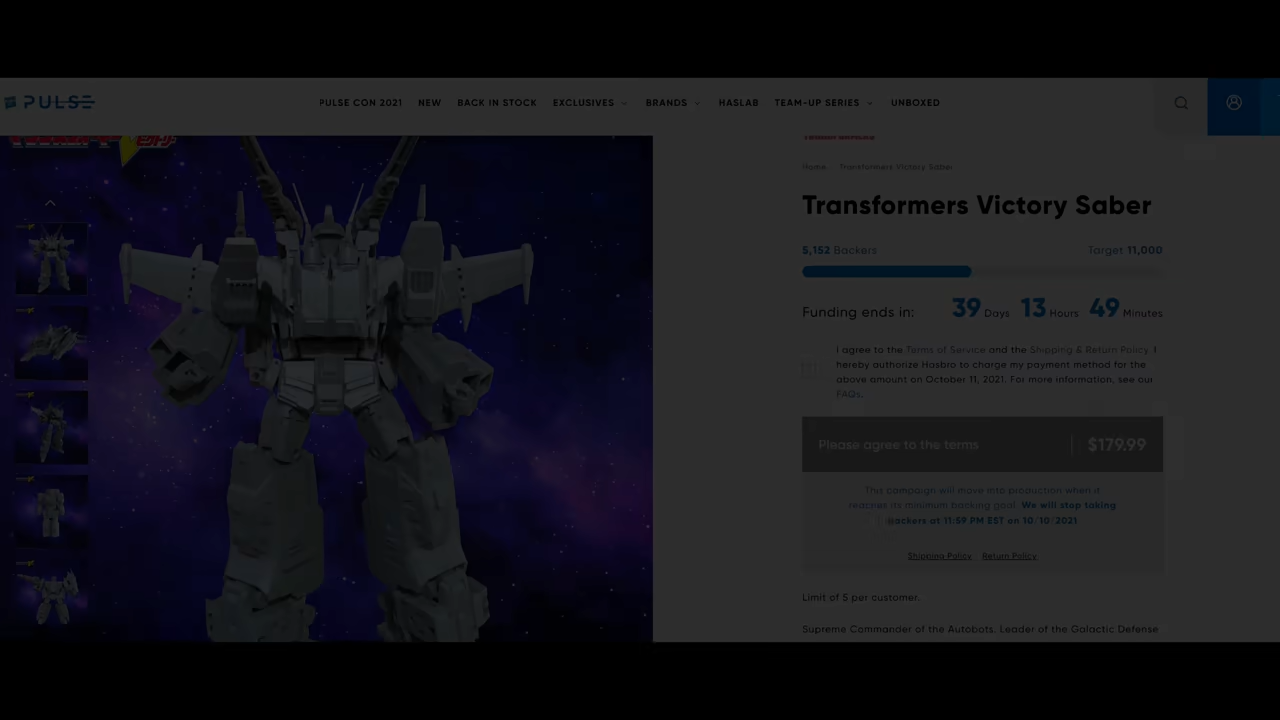 PULSE
PULSE CON 2021 NEW BACK IN STOCK EXCLUSIVES BRANDS HASLAB TEAM-UP SERIES UNBOXED
Home Transformers Victory Saber
Transformers Victory Saber
5,152 Backers Target 11,000
Funding ends in: 39 Days 13 Hours 49 Minutes
I agree to the Terms of Service and the Shipping & Return Policy. I
hereby authorize Hasbro to charge my payment method for the
above amount on October 11, 2021. For more information, see our
FAQs.
Please agree to the terms $179.99
This campaign will move into production when it
reaches its minimum backing goal. We will stop taking
backers at 11:59 PM EST on 10/10/2021
Shipping Policy Return Policy
Limit of 5 per customer.
Supreme Commander of the Autobots. Leader of the Galactic Defense